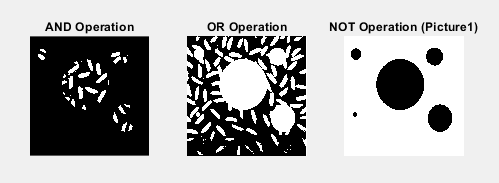 AND Operation
OR Operation
NOT Operation (Picture1)